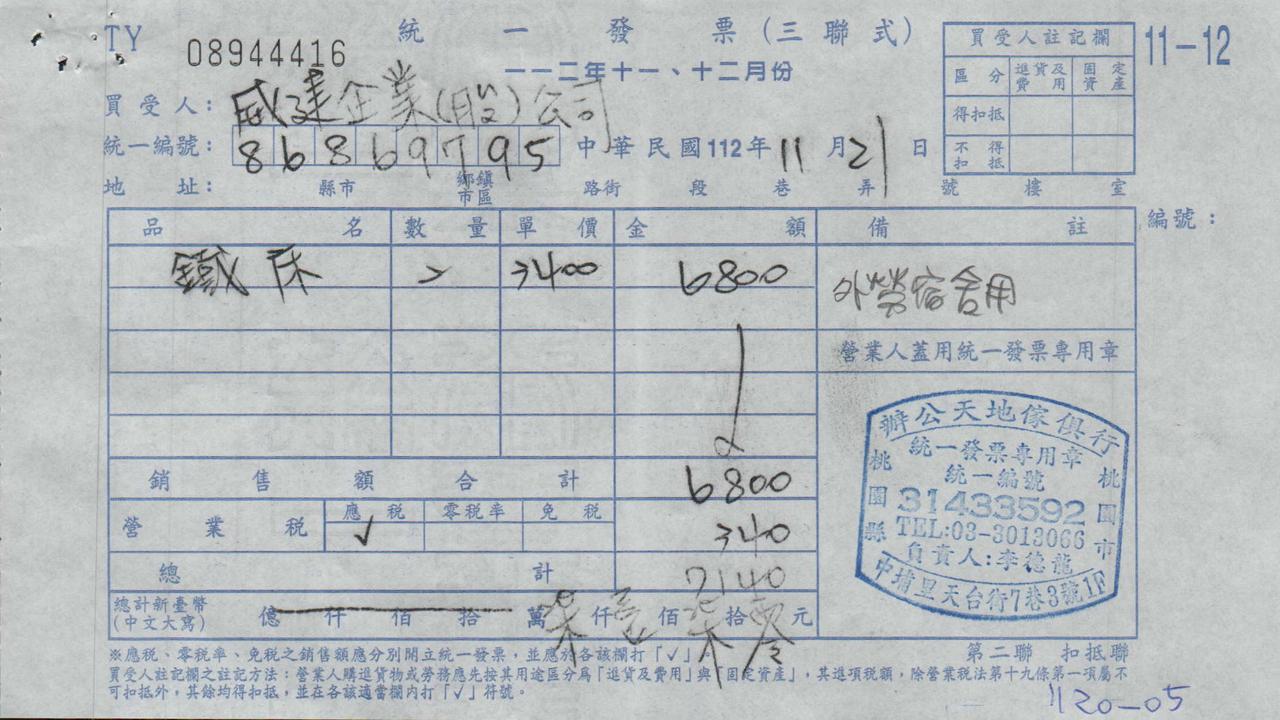 TY 08944416 統一發票(三聯式) 11-12
一一二年十一、十二月份
買受人註記欄
區分 進貨及費用 固定資產
得扣抵
不得扣抵
買受人: 威建企業(股)公司
統一編號: 86869795 中華民國112年11月21日
地址: 縣市 鄉鎮市區 路街 段 巷 弄 號 樓 室
品名 數量 單價 金額 備註 編號:
鐵床 2 3400 6800 外勞宿舍用
營業人蓋用統一發票專用章
銷售額合計 6800
營業稅 應稅 零稅率 免稅
√ 340
總計 7140
總計新臺幣(中文大寫) 億 仟 佰 拾 萬 柒 仟 壹 佰 拾 零 元
辦公天地傢俱行
統一發票專用章
統一編號
31433592
TEL:03-3013066
負責人:李德龍
桃園縣 桃園市
中埔里天台街7巷3號1F
第二聯 扣抵聯
※應稅、零稅率、免稅之銷售額應分別開立統一發票，並應於各該欄打「√」。
買受人註記欄之註記方法：營業人購進貨物或勞務應先按其用途區分為「進貨及費用」與「固定資產」，其進項稅額，除營業稅法第十九條第一項屬不
可扣抵外，其餘均得扣抵，並在各該適當欄內打「√」符號。
1120-05